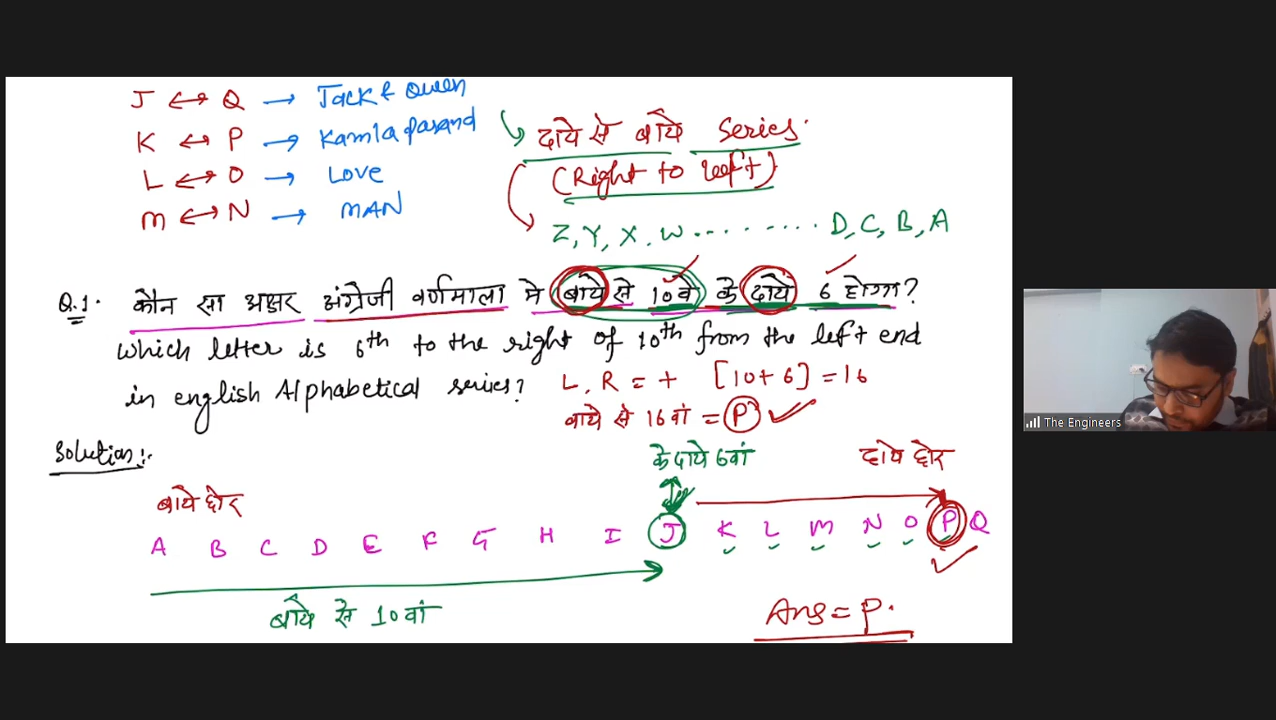 J ↔ Q → Jack & Queen
K ↔ P → Kamla Pasand
L ↔ O → Love
M ↔ N → MAN
दाये से बाये Series.
(Right to left)
Z, Y, X, W........... D, C, B, A
Q.1. कौन सा अक्षर अंग्रेजी वर्णमाला मे बाये से 10वे के दायें 6 होगा?
Which letter is 6th to the right of 10th from the left end
in english Alphabetical series?
L, R = + [10+6] = 16
बाये से 16वां = P
Solution:-
के दाये 6वां
दाये छोर
बाये छोर
A B C D E F G H I J K L M N O P Q
बाये से 10वां
Ans = P.
The Engineers